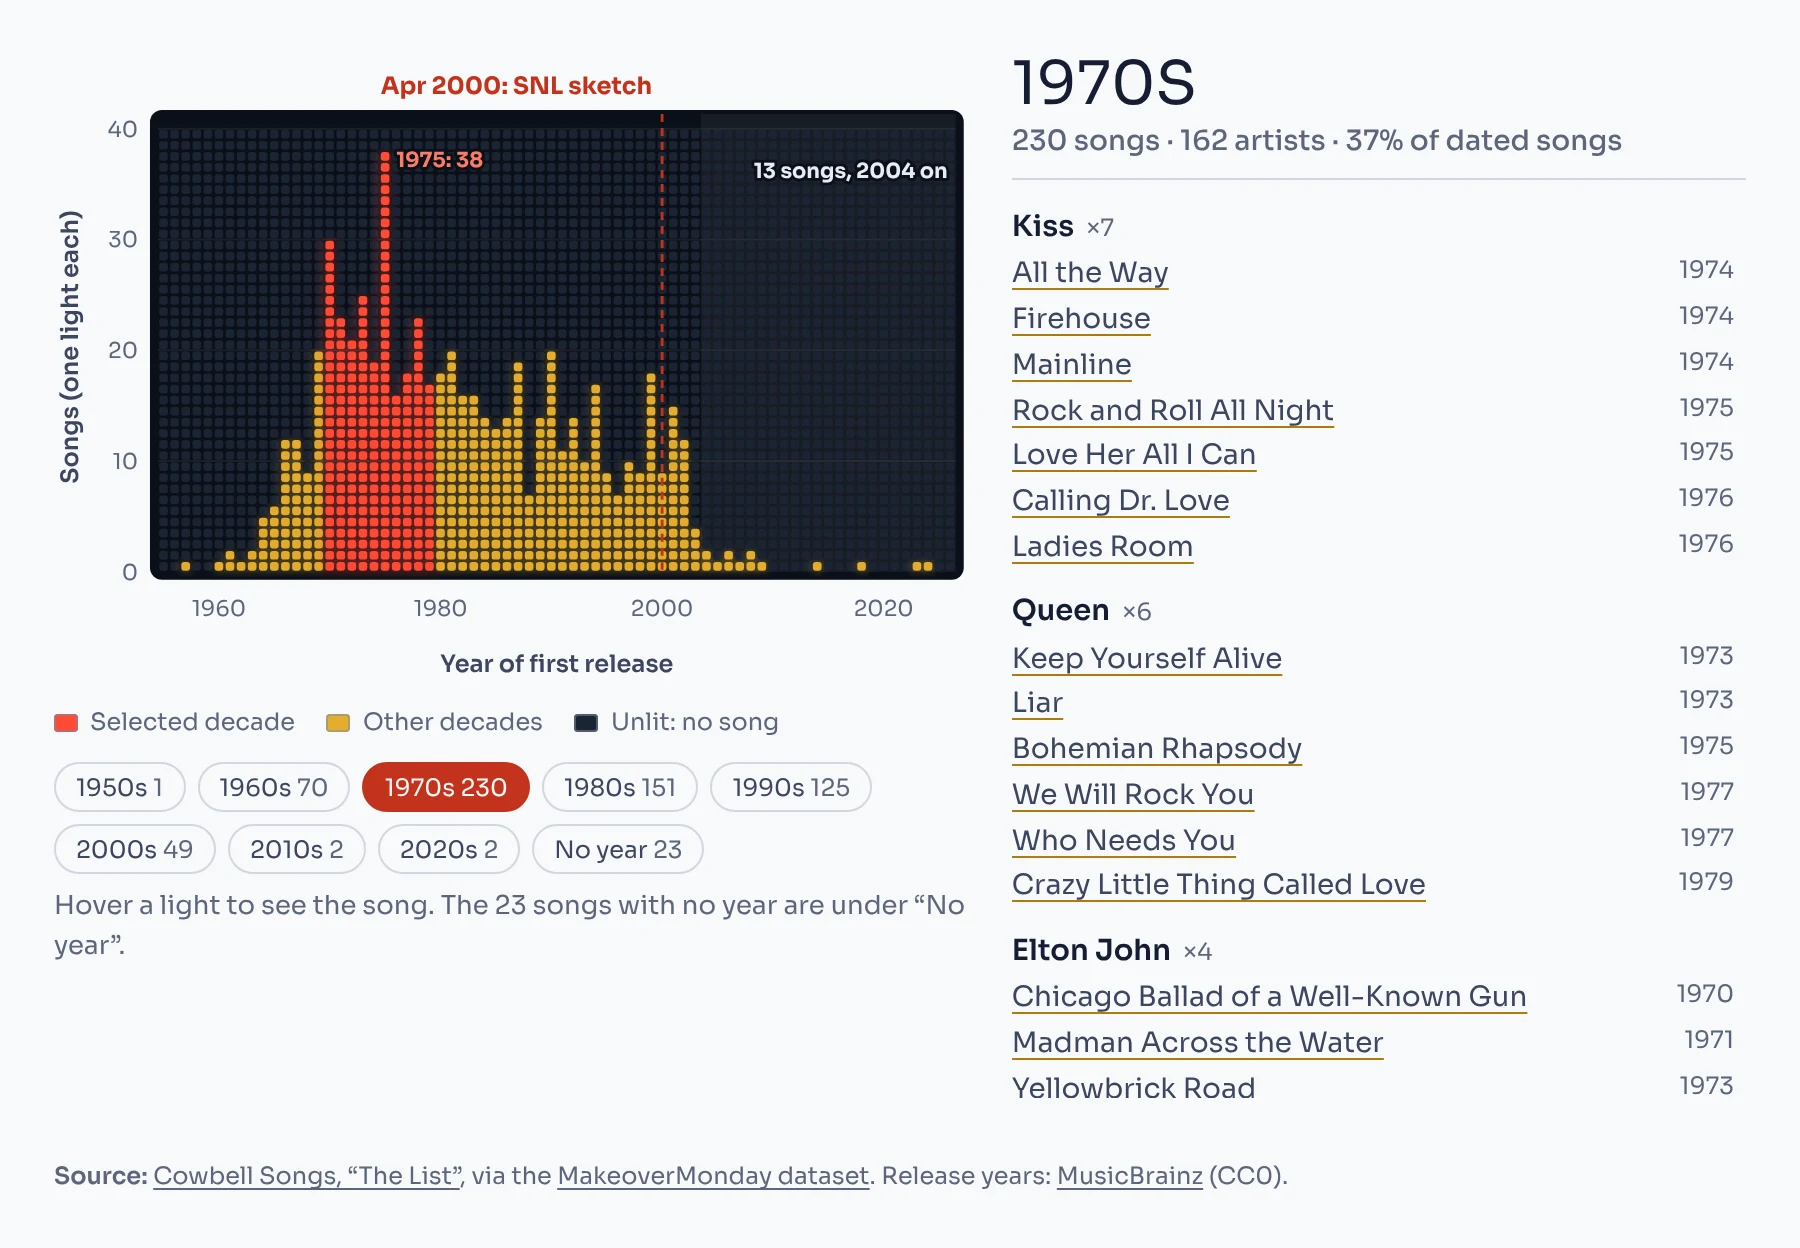 Apr 2000: SNL sketch
40
30
20
10
0
Songs (one light each)
1975: 38
13 songs, 2004 on
1960
1980
2000
2020
Year of first release
Selected decade
Other decades
Unlit: no song
1950s 1
1960s 70
1970s 230
1980s 151
1990s 125
2000s 49
2010s 2
2020s 2
No year 23
Hover a light to see the song. The 23 songs with no year are under “No
year”.
1970S
230 songs · 162 artists · 37% of dated songs
Kiss ×7
All the Way 1974
Firehouse 1974
Mainline 1974
Rock and Roll All Night 1975
Love Her All I Can 1975
Calling Dr. Love 1976
Ladies Room 1976
Queen ×6
Keep Yourself Alive 1973
Liar 1973
Bohemian Rhapsody 1975
We Will Rock You 1977
Who Needs You 1977
Crazy Little Thing Called Love 1979
Elton John ×4
Chicago Ballad of a Well-Known Gun 1970
Madman Across the Water 1971
Yellowbrick Road 1973
Source: Cowbell Songs, “The List”, via the MakeoverMonday dataset. Release years: MusicBrainz (CC0).